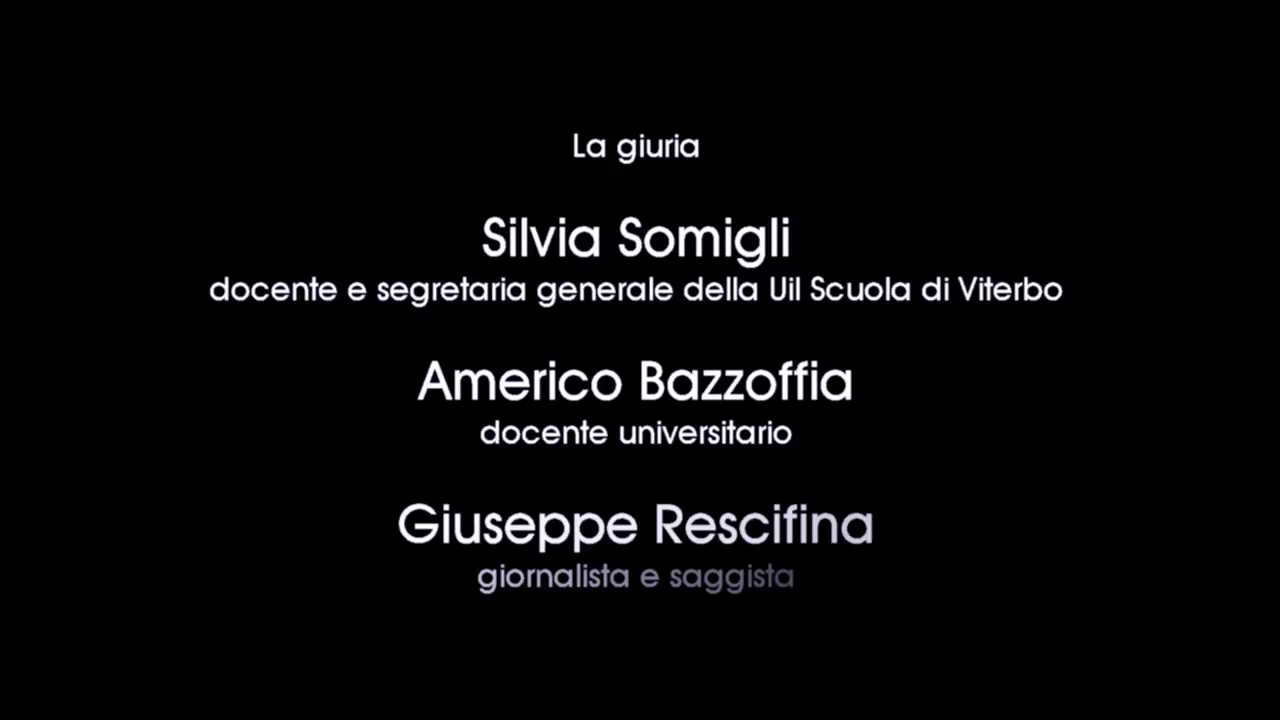 La giuria
Silvia Somigli
docente e segretaria generale della Uil Scuola di Viterbo
Americo Bazzoffia
docente universitario
Giuseppe Rescifina
giornalista e saggista